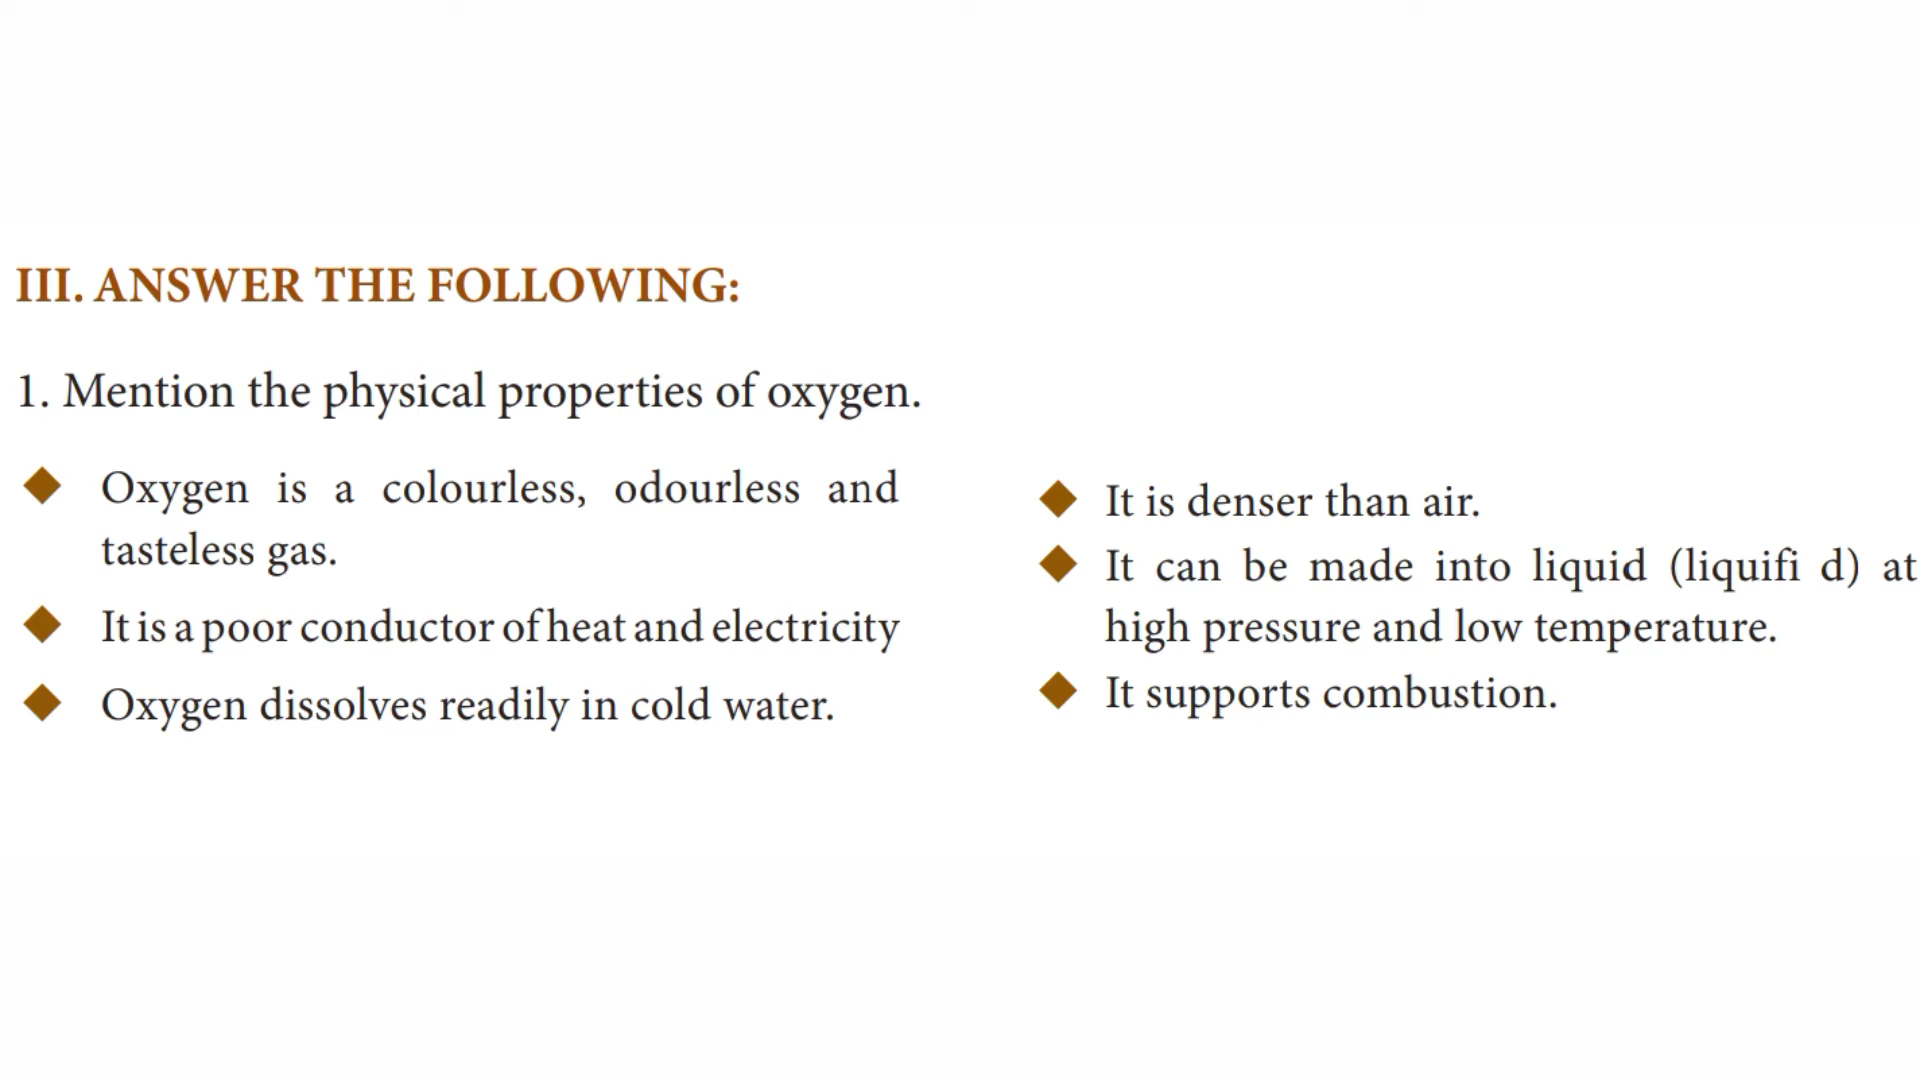 III. ANSWER THE FOLLOWING:
1. Mention the physical properties of oxygen.
Oxygen is a colourless, odourless and
tasteless gas.
It is a poor conductor of heat and electricity
Oxygen dissolves readily in cold water.
It is denser than air.
It can be made into liquid (liquifi d) at
high pressure and low temperature.
It supports combustion.